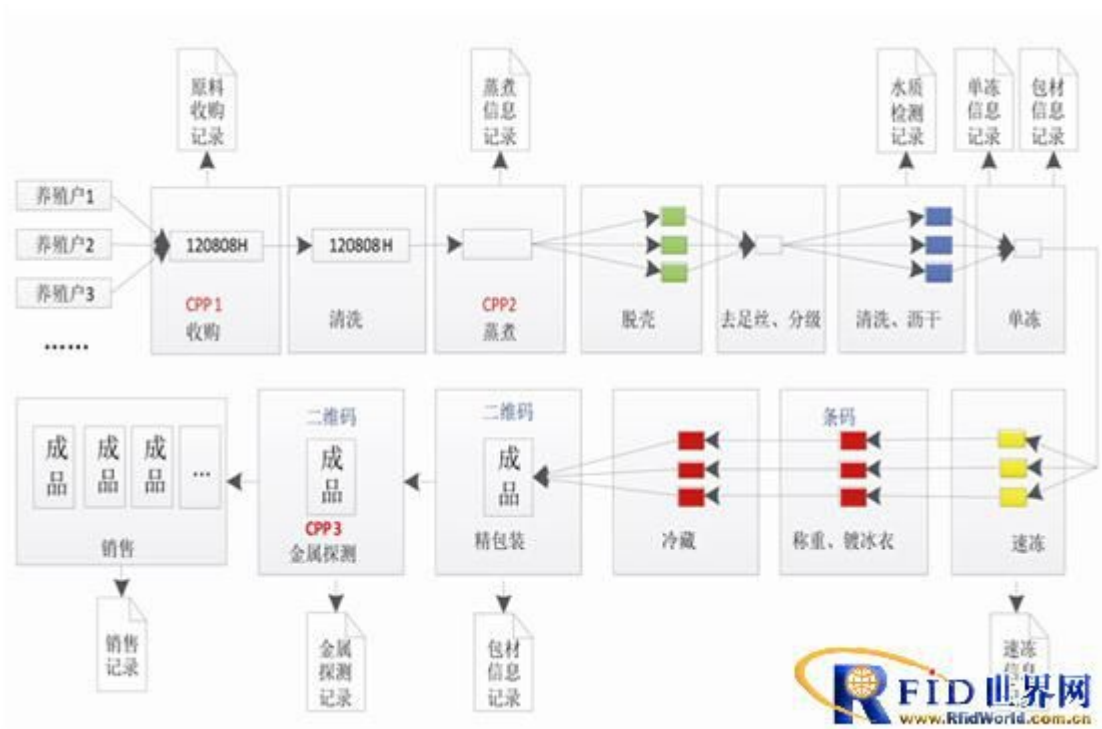 原料
收购
记录
蒸煮
信息
记录
水质
检测
记录
单冻
信息
记录
包材
信息
记录
养殖户1
养殖户2
养殖户3
......
120808H
CPP1
收购
120808H
清洗
CPP2
蒸煮
脱壳
去足丝、分级
清洗、沥干
单冻
成品
成品
成品
...
销售
二维码
成品
CPP3
金属探测
二维码
成品
精包装
冷藏
条码
称重、镀冰衣
速冻
销售
记录
金属
探测
记录
包材
信息
记录
速冻
信息
RFID世界网
www.RfidWorld.com.cn